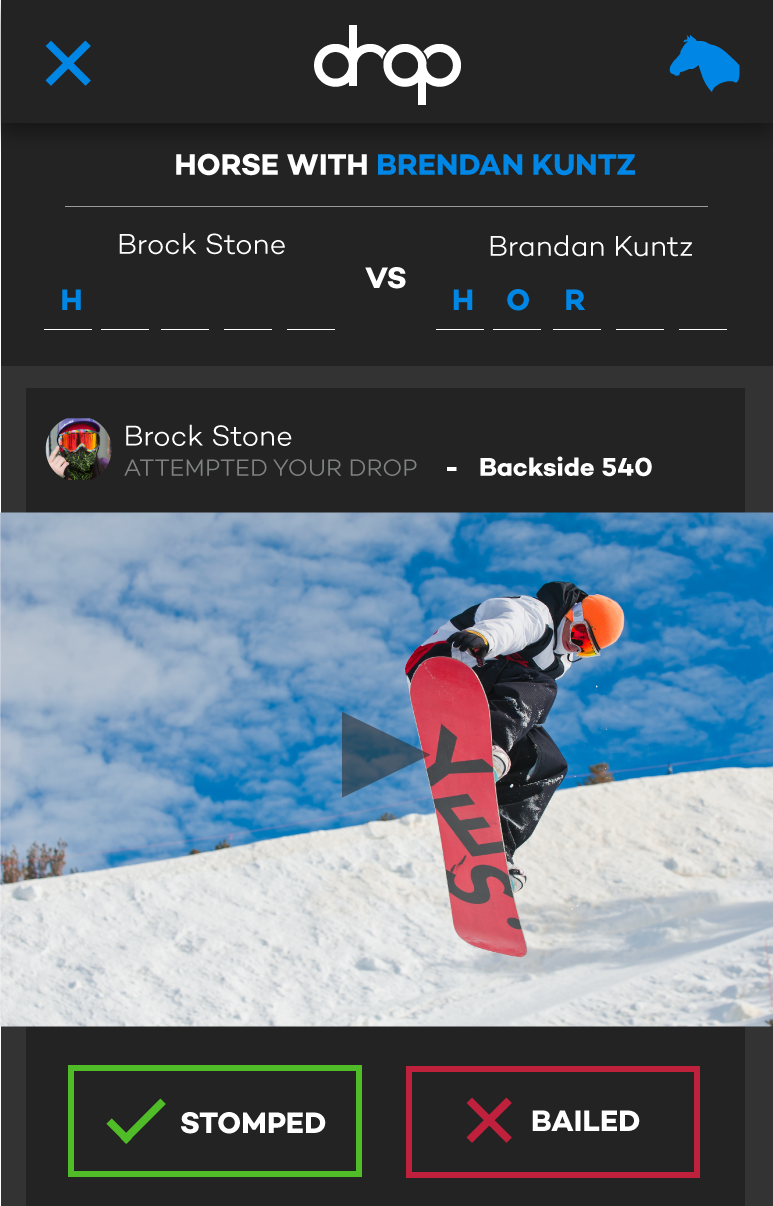 drop
HORSE WITH BRENDAN KUNTZ
Brock Stone
VS
Brandan Kuntz
H
H O R
Brock Stone
ATTEMPTED YOUR DROP - Backside 540
YES.
STOMPED
BAILED